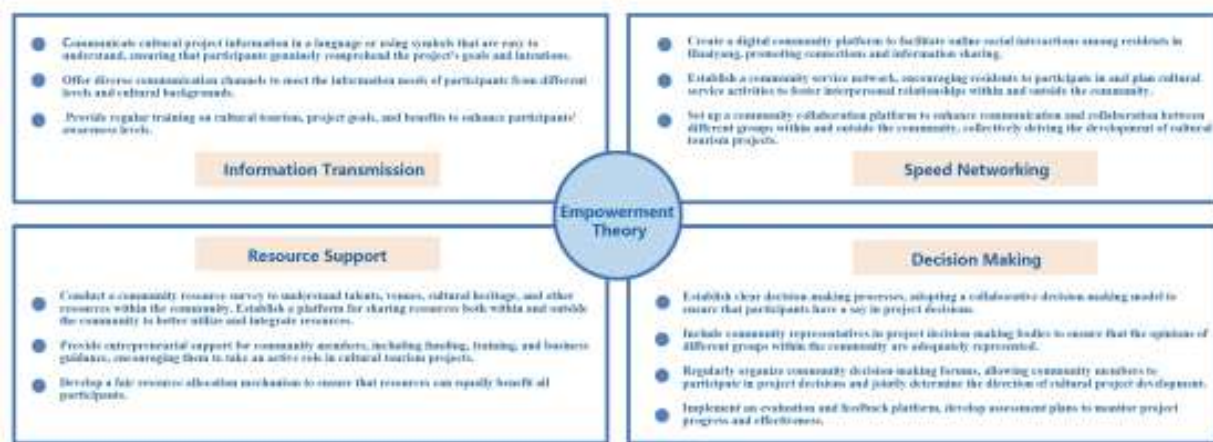 Communicate cultural project information in a language or using symbols that are easy to
understand, ensuring that participants genuinely comprehend the project's goals and intentions.
Offer diverse communication channels to meet the information needs of participants from different
levels and cultural backgrounds.
Provide regular training on cultural tourism, project goals, and benefits to enhance participants'
awareness levels.
Information Transmission
Create a digital community platform to facilitate online social interactions among residents in
promoting connections and information sharing.
Establish a community service network, encouraging residents to participate in and plan cultural
service activities to foster interpersonal relationships within and outside the community.
Set up a community collaboration platform to enhance communication and collaboration between
different groups within and outside the community, collectively driving the development of cultural
tourism projects.
Speed Networking
Empowerment
Theory
Resource Support
Conduct a community resource survey to understand talents, venues, cultural heritage, and other
resources within the community. Establish a platform for sharing resources both within and outside
the community to better utilize and integrate resources.
Provide entrepreneurial support for community members, including funding, training, and business
guidance, encouraging them to take an active role in cultural tourism projects.
Develop a fair resource allocation mechanism to ensure that resources can equally benefit all
participants.
Decision Making
Establish clear decision-making processes, adopting a collaborative decision-making model to
ensure that participants have a say in project decisions.
Include community representatives in project decision-making bodies to ensure that the opinions of
different groups within the community are adequately represented.
Regularly organize community decision-making forums, allowing community members to
participate in project decisions and jointly determine the direction of cultural project development.
Implement an evaluation and feedback platform, develop assessment plans to monitor project
progress and effectiveness.